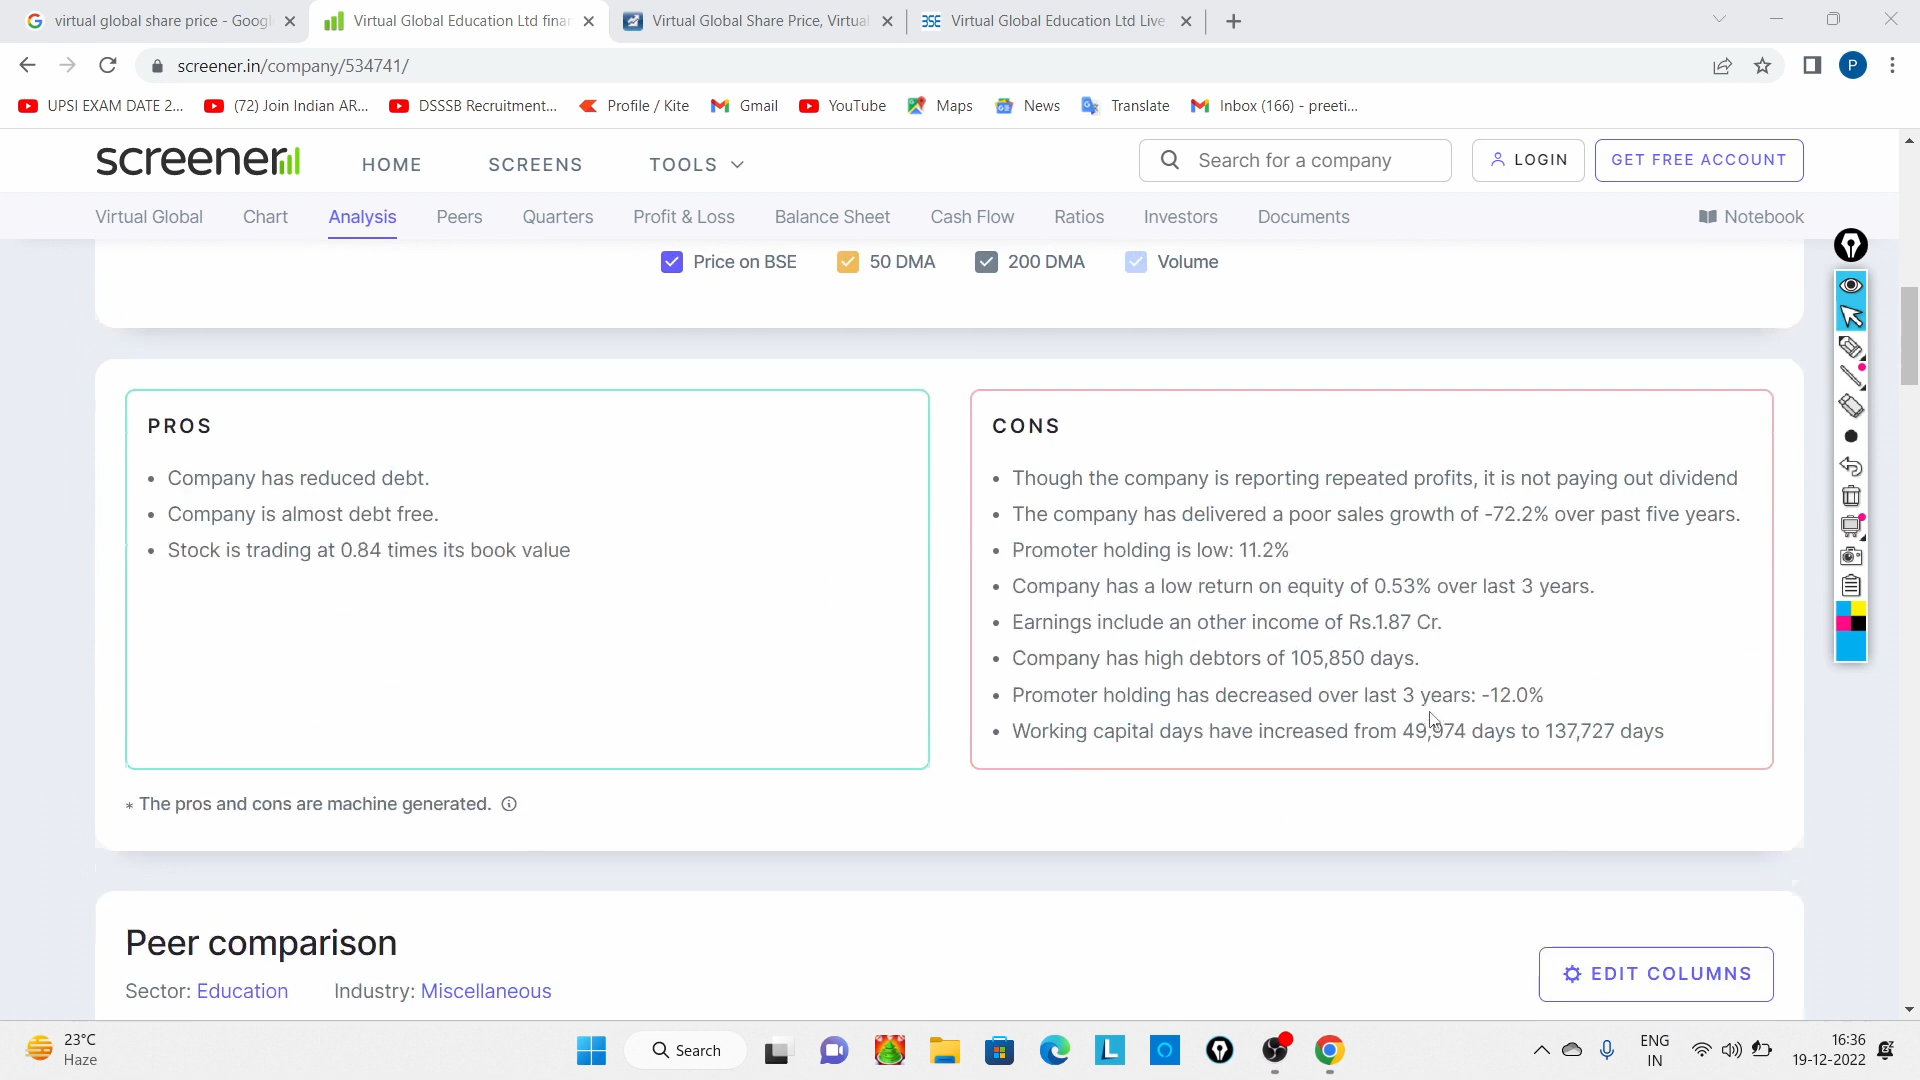 virtual global share price - Googl
Virtual Global Education Ltd finan
Virtual Global Share Price, Virtual
BSE Virtual Global Education Ltd Live
screener.in/company/534741/
P
UPSI EXAM DATE 2...
(72) Join Indian AR...
DSSSB Recruitment...
Profile / Kite
Gmail
YouTube
Maps
News
Translate
Inbox (166) - preeti...
screener
HOME
SCREENS
TOOLS
Search for a company
LOGIN
GET FREE ACCOUNT
Virtual Global
Chart
Analysis
Peers
Quarters
Profit & Loss
Balance Sheet
Cash Flow
Ratios
Investors
Documents
Notebook
Price on BSE
50 DMA
200 DMA
Volume
PROS
• Company has reduced debt.
• Company is almost debt free.
• Stock is trading at 0.84 times its book value
CONS
• Though the company is reporting repeated profits, it is not paying out dividend
• The company has delivered a poor sales growth of -72.2% over past five years.
• Promoter holding is low: 11.2%
• Company has a low return on equity of 0.53% over last 3 years.
• Earnings include an other income of Rs.1.87 Cr.
• Company has high debtors of 105,850 days.
• Promoter holding has decreased over last 3 years: -12.0%
• Working capital days have increased from 49,974 days to 137,727 days
* The pros and cons are machine generated.
Peer comparison
EDIT COLUMNS
Sector: Education
Industry: Miscellaneous
23°C
Haze
Search
L
ENG
IN
16:36
19-12-2022